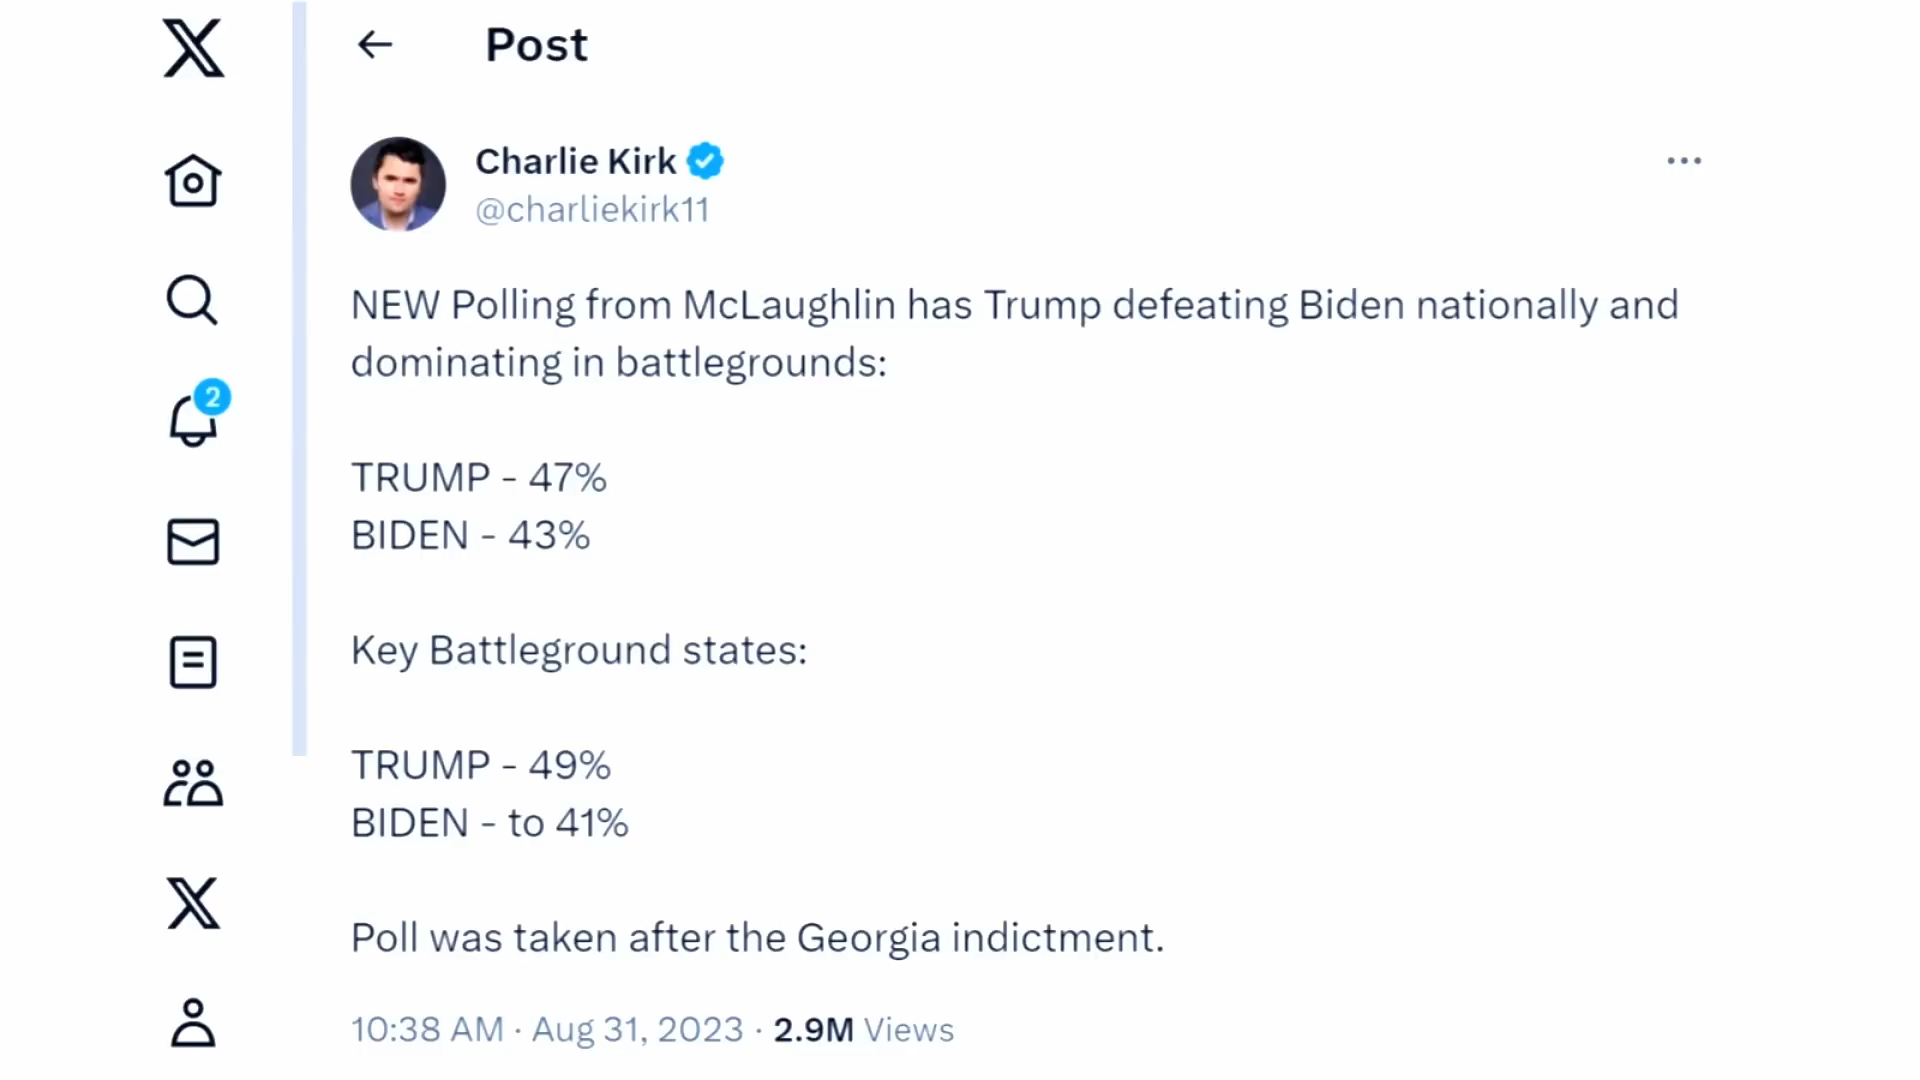 Post
Charlie Kirk
@charliekirk11
NEW Polling from McLaughlin has Trump defeating Biden nationally and
dominating in battlegrounds:
2
TRUMP - 47%
BIDEN - 43%
Key Battleground states:
TRUMP - 49%
BIDEN - to 41%
Poll was taken after the Georgia indictment.
10:38 AM · Aug 31, 2023 · 2.9M Views